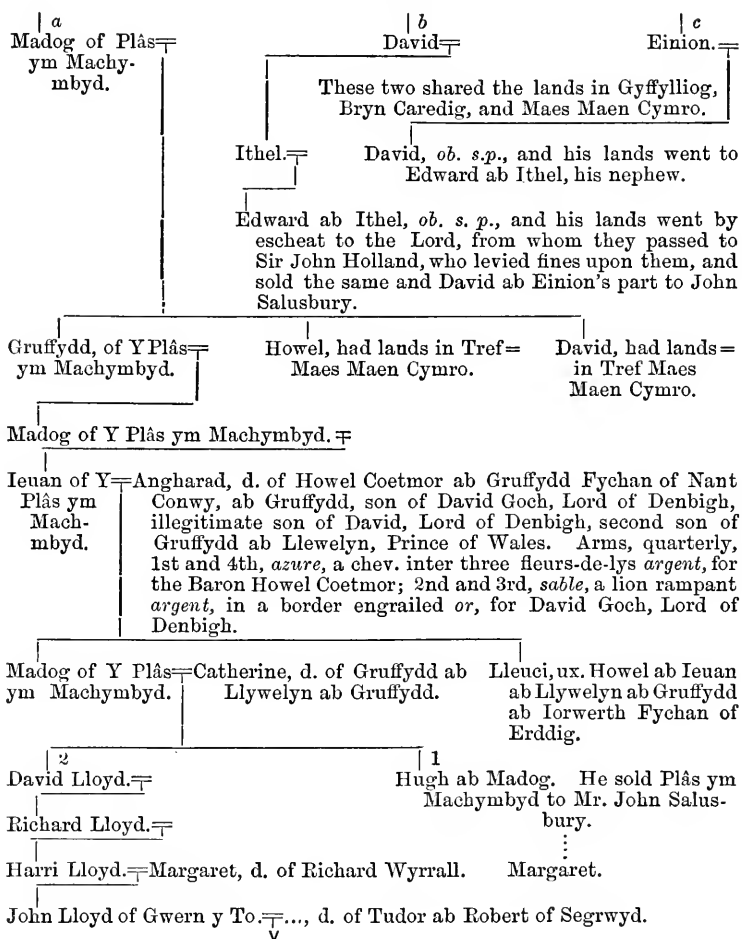 a b c
Madog of Plâs David Einion.
ym Machy-
mbyd.
These two shared the lands in Gyffylliog,
Bryn Caredig, and Maes Maen Cymro.
Ithel. David, ob. s.p., and his lands went to
Edward ab Ithel, his nephew.
Edward ab Ithel, ob. s. p., and his lands went by
escheat to the Lord, from whom they passed to
Sir John Holland, who levied fines upon them, and
sold the same and David ab Einion's part to John
Salusbury.
Gruffydd, of Y Plâs Howel, had lands in Tref= David, had lands=
ym Machymbyd. Maes Maen Cymro. in Tref Maes
Maen Cymro.
Madog of Y Plâs ym Machymbyd.
Ieuan of Y Angharad, d. of Howel Coetmor ab Gruffydd Fychan of Nant
Plâs ym Conwy, ab Gruffydd, son of David Goch, Lord of Denbigh,
Mach- illegitimate son of David, Lord of Denbigh, second son of
mbyd. Gruffydd ab Llewelyn, Prince of Wales. Arms, quarterly,
1st and 4th, azure, a chev. inter three fleurs-de-lys argent, for
the Baron Howel Coetmor; 2nd and 3rd, sable, a lion rampant
argent, in a border engrailed or, for David Goch, Lord of
Denbigh.
Madog of Y Plâs Catherine, d. of Gruffydd ab Lleuci, ux. Howel ab Ieuan
ym Machymbyd. Llywelyn ab Gruffydd. ab Llywelyn ab Gruffydd
ab Iorwerth Fychan of
Erddig.
2 1
David Lloyd. Hugh ab Madog. He sold Plâs ym
Machymbyd to Mr. John Salus-
bury.
Richard Lloyd.
Harri Lloyd. Margaret, d. of Richard Wyrrall. Margaret.
John Lloyd of Gwern y To. ..., d. of Tudor ab Robert of Segrwyd.